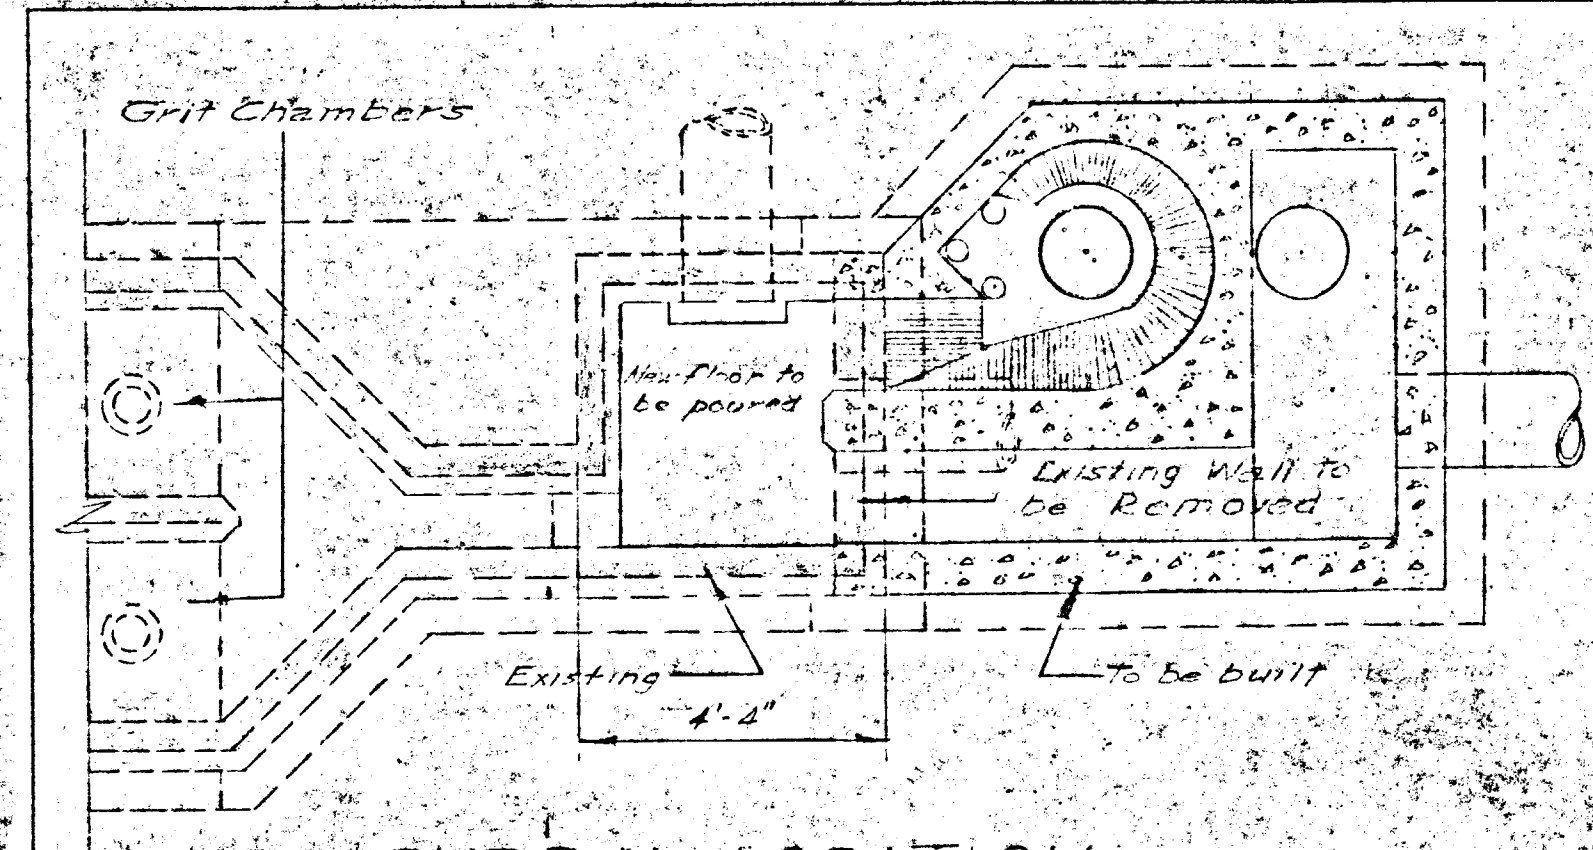 Grit Chambers
New floor to
be poured
Existing Wall to
be Removed
Existing
To be built
4'-4"